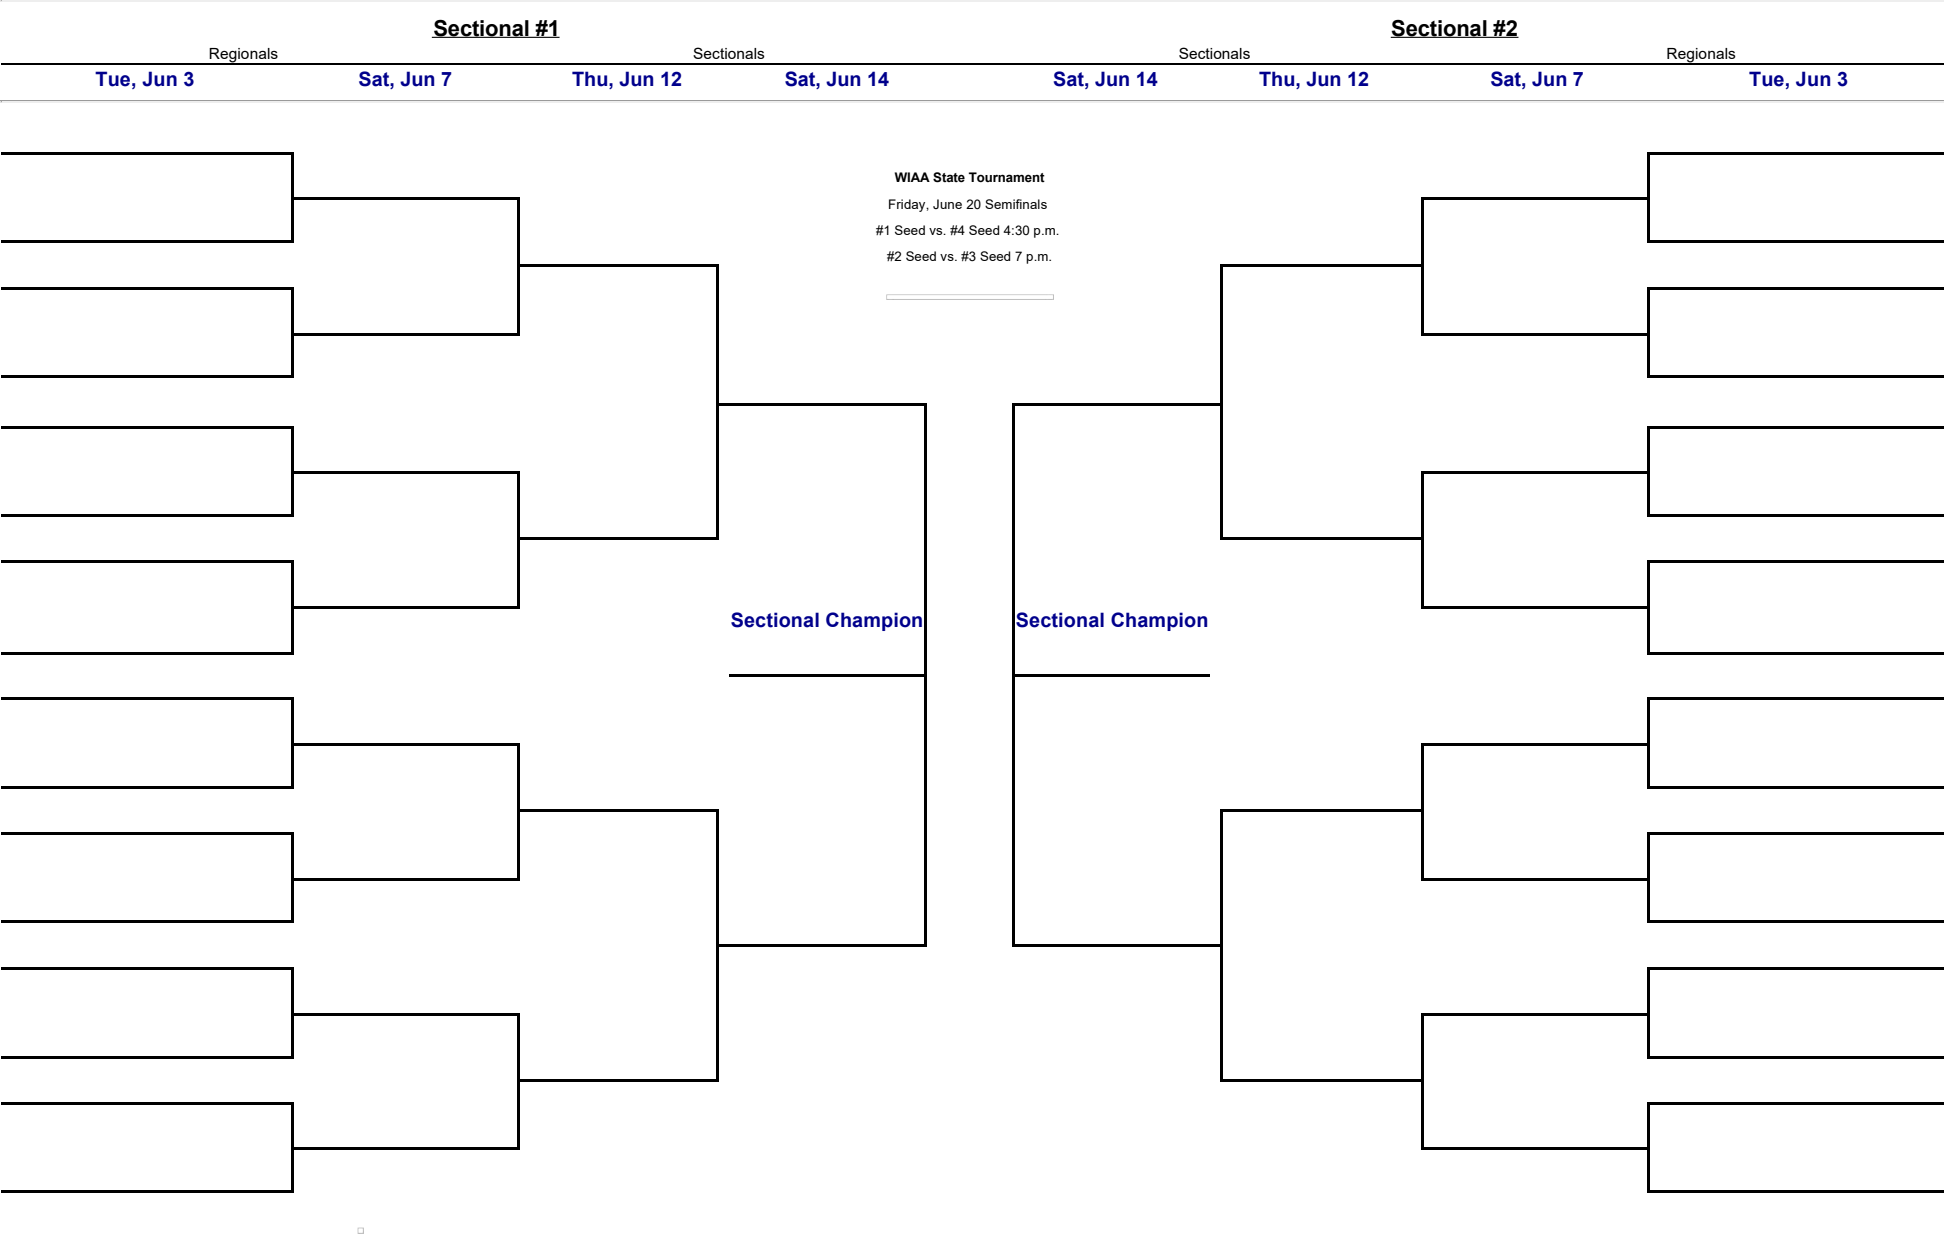 Sectional #1 Sectional #2
Regionals Sectionals Sectionals Regionals
Tue, Jun 3 Sat, Jun 7 Thu, Jun 12 Sat, Jun 14 Sat, Jun 14 Thu, Jun 12 Sat, Jun 7 Tue, Jun 3
WIAA State Tournament
Friday, June 20 Semifinals
#1 Seed vs. #4 Seed 4:30 p.m.
#2 Seed vs. #3 Seed 7 p.m.
Sectional Champion Sectional Champion